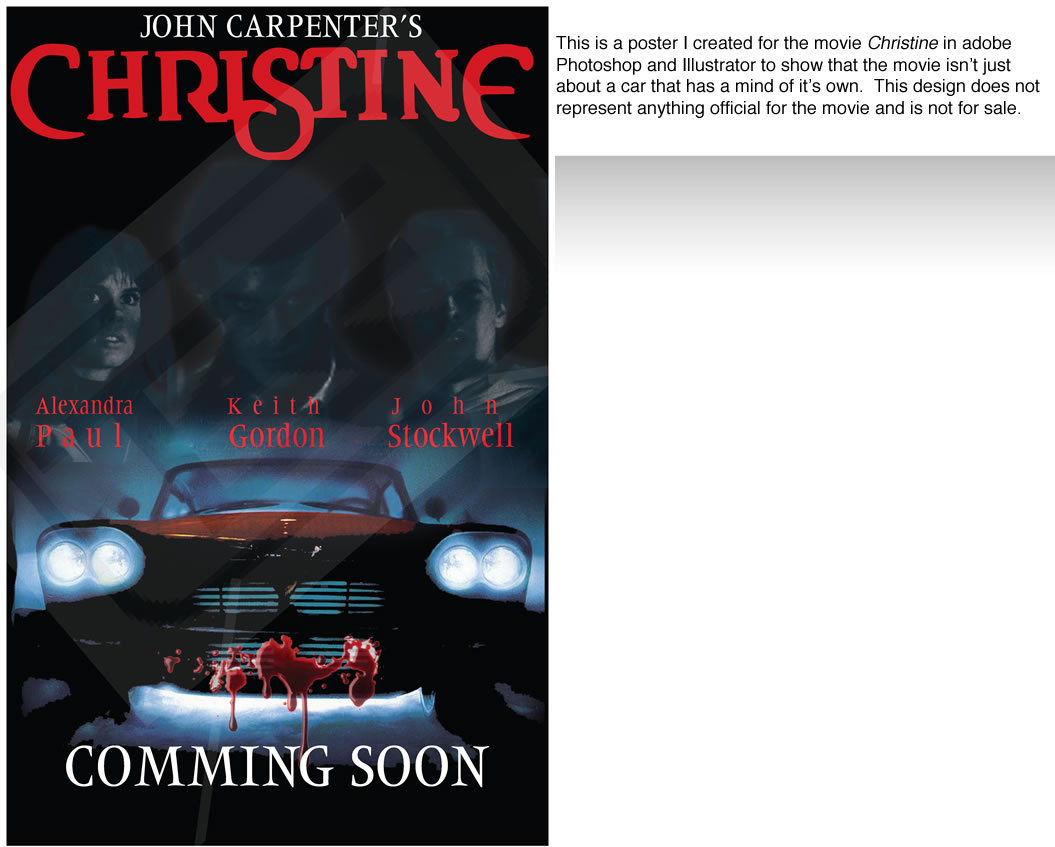 JOHN CARPENTER'S
CHRISTINE
Alexandra
Paul
Keith
Gordon
John
Stockwell
COMMING SOON
This is a poster I created for the movie Christine in adobe
Photoshop and Illustrator to show that the movie isn't just
about a car that has a mind of it's own.  This design does not
represent anything official for the movie and is not for sale.